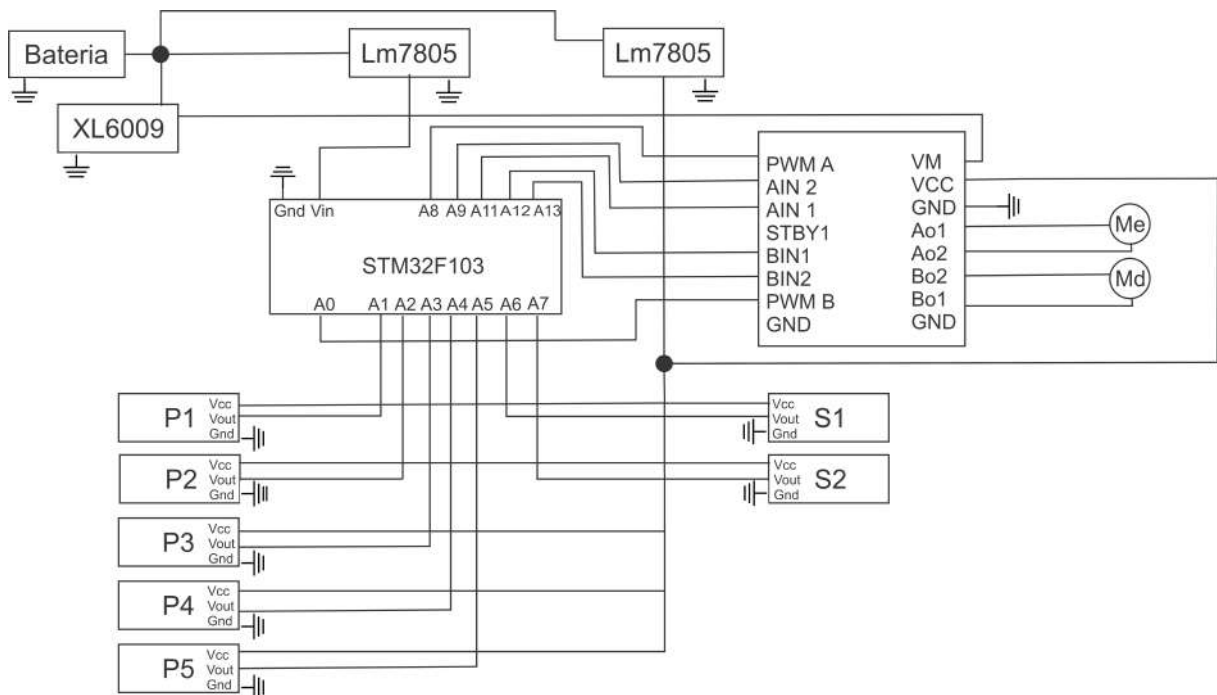 Bateria
Lm7805
Lm7805
XL6009
Gnd Vin A8 A9 A11 A12 A13
STM32F103
A0 A1 A2 A3 A4 A5 A6 A7
PWM A VM
AIN 2 VCC
AIN 1 GND
STBY1 Ao1
BIN1 Ao2
BIN2 Bo2
PWM B Bo1
GND GND
Me
Md
P1 Vcc
Vout
Gnd
S1 Vcc
Vout
Gnd
P2 Vcc
Vout
Gnd
S2 Vcc
Vout
Gnd
P3 Vcc
Vout
Gnd
P4 Vcc
Vout
Gnd
P5 Vcc
Vout
Gnd